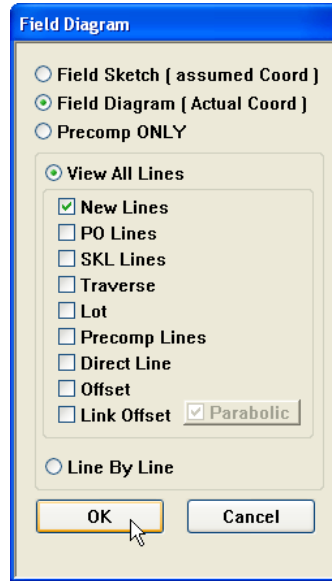 Field Diagram
Field Sketch ( assumed Coord )
Field Diagram ( Actual Coord )
Precomp ONLY
View All Lines
New Lines
PO Lines
SKL Lines
Traverse
Lot
Precomp Lines
Direct Line
Offset
Link Offset Parabolic
Line By Line
OK Cancel